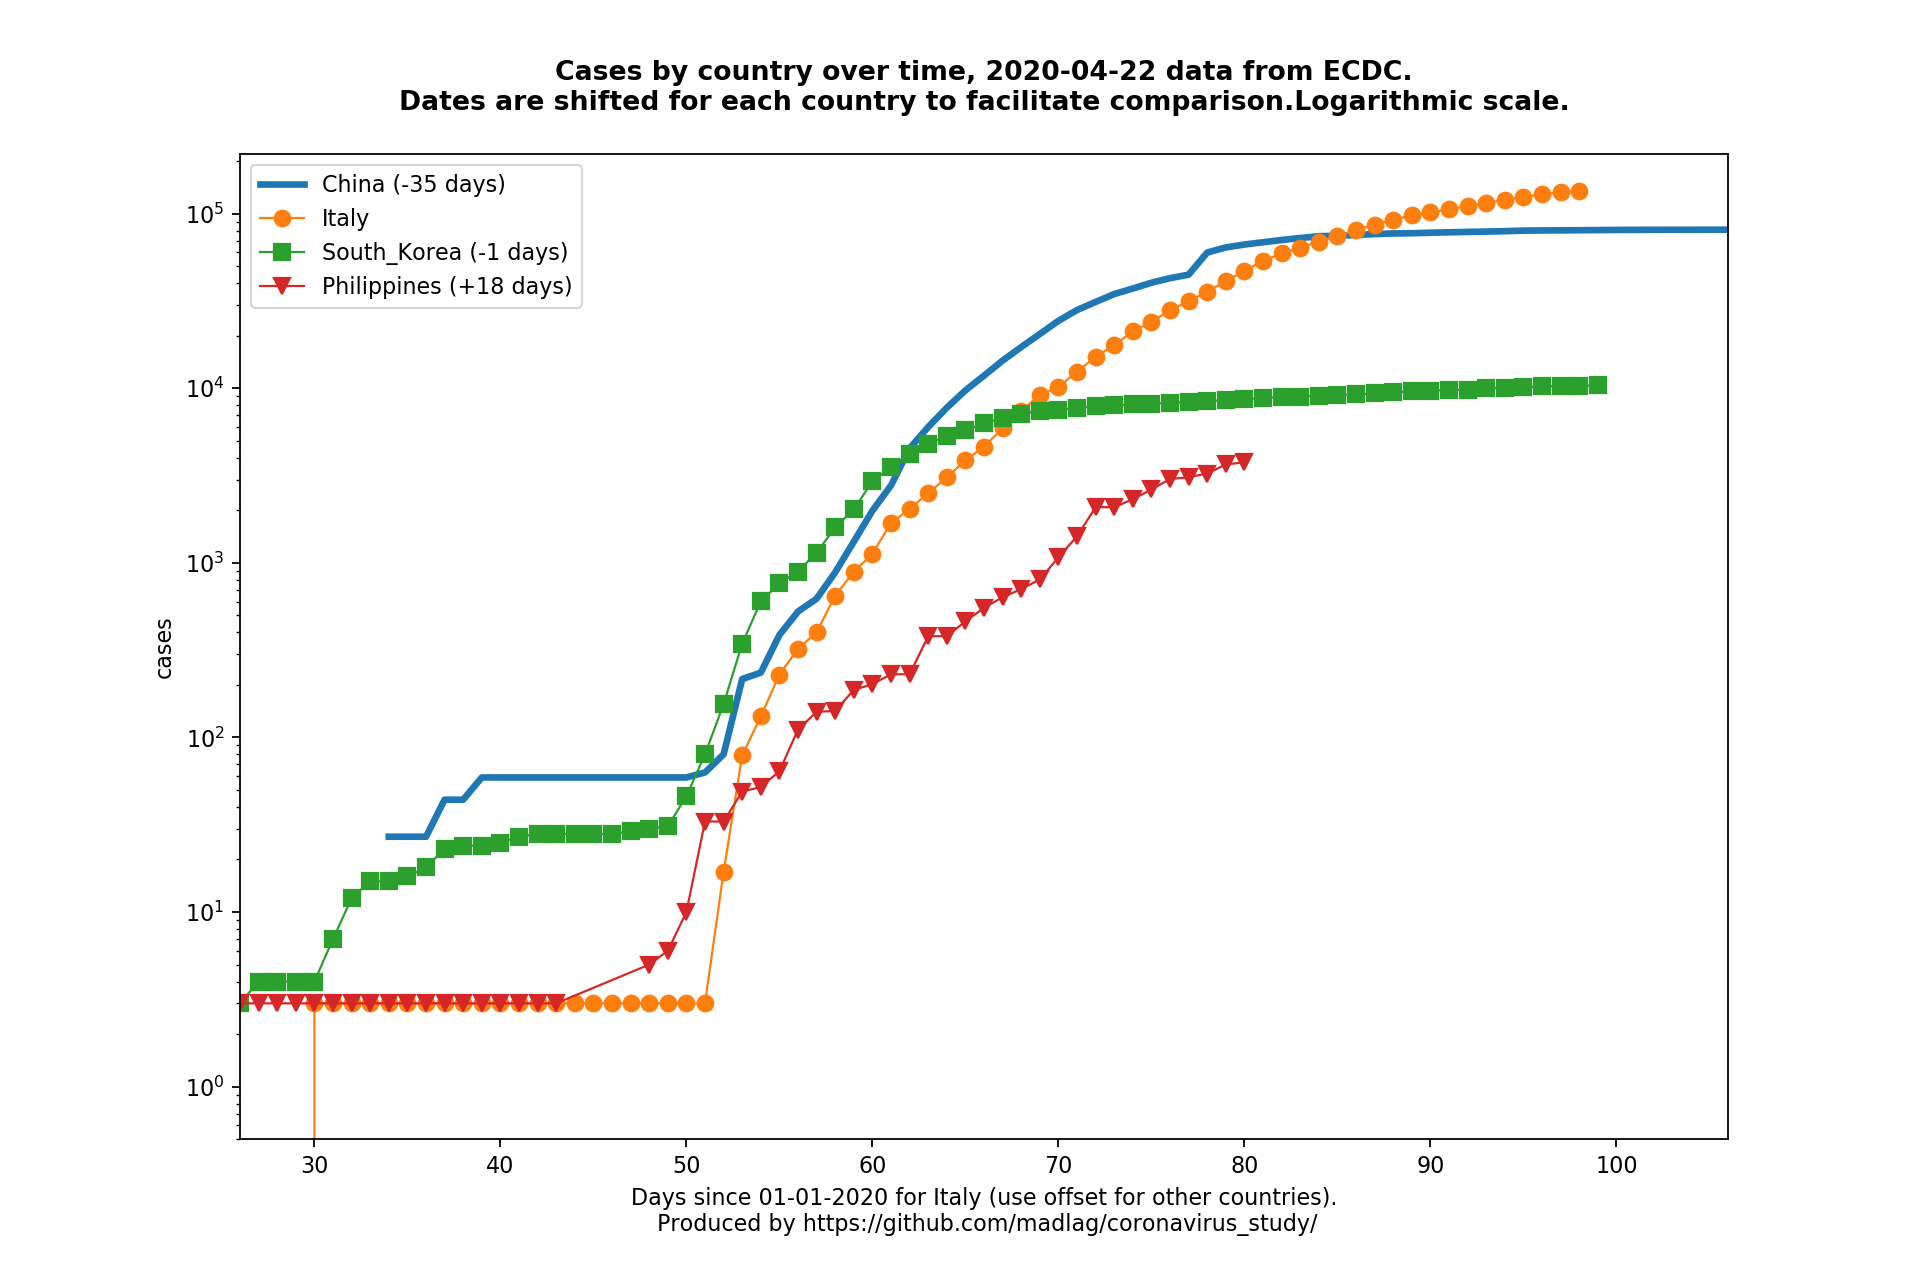 Cases by country over time, 2020-04-22 data from ECDC.
Dates are shifted for each country to facilitate comparison.Logarithmic scale.
China (-35 days)
Italy
South_Korea (-1 days)
Philippines (+18 days)
10^5
10^4
10^3
10^2
10^1
10^0
cases
30 40 50 60 70 80 90 100
Days since 01-01-2020 for Italy (use offset for other countries).
Produced by https://github.com/madlag/coronavirus_study/